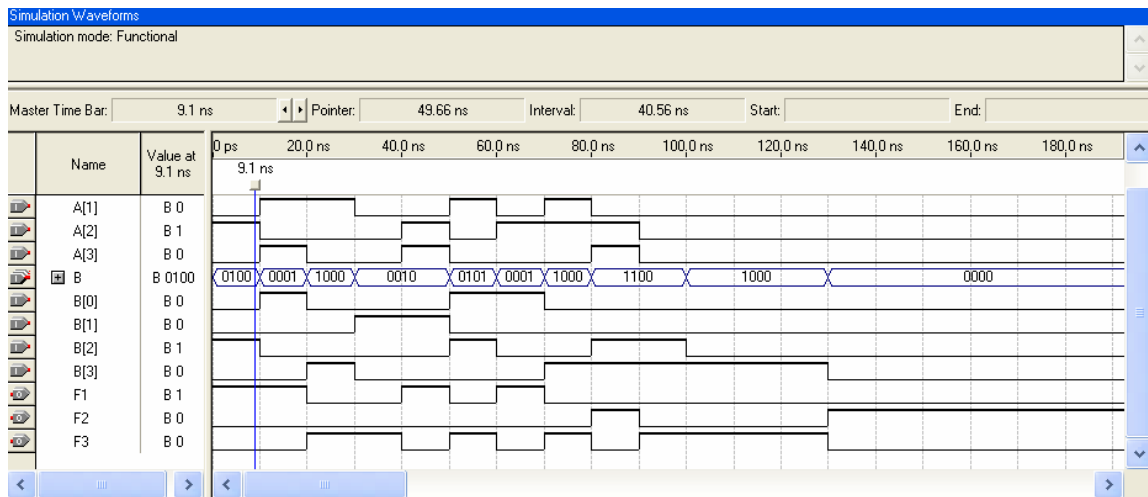 Simulation Waveforms
Simulation mode: Functional
Master Time Bar: 9.1 ns Pointer: 49.66 ns Interval: 40.56 ns Start: End:
Name Value at 9.1 ns 0 ps 20.0 ns 40.0 ns 60.0 ns 80.0 ns 100.0 ns 120.0 ns 140.0 ns 160.0 ns 180.0 ns
9.1 ns
A[1] B 0
A[2] B 1
A[3] B 0
B B 0100 0100 0001 1000 0010 0101 0001 1000 1100 1000 0000
B[0] B 0
B[1] B 0
B[2] B 1
B[3] B 0
F1 B 1
F2 B 0
F3 B 0